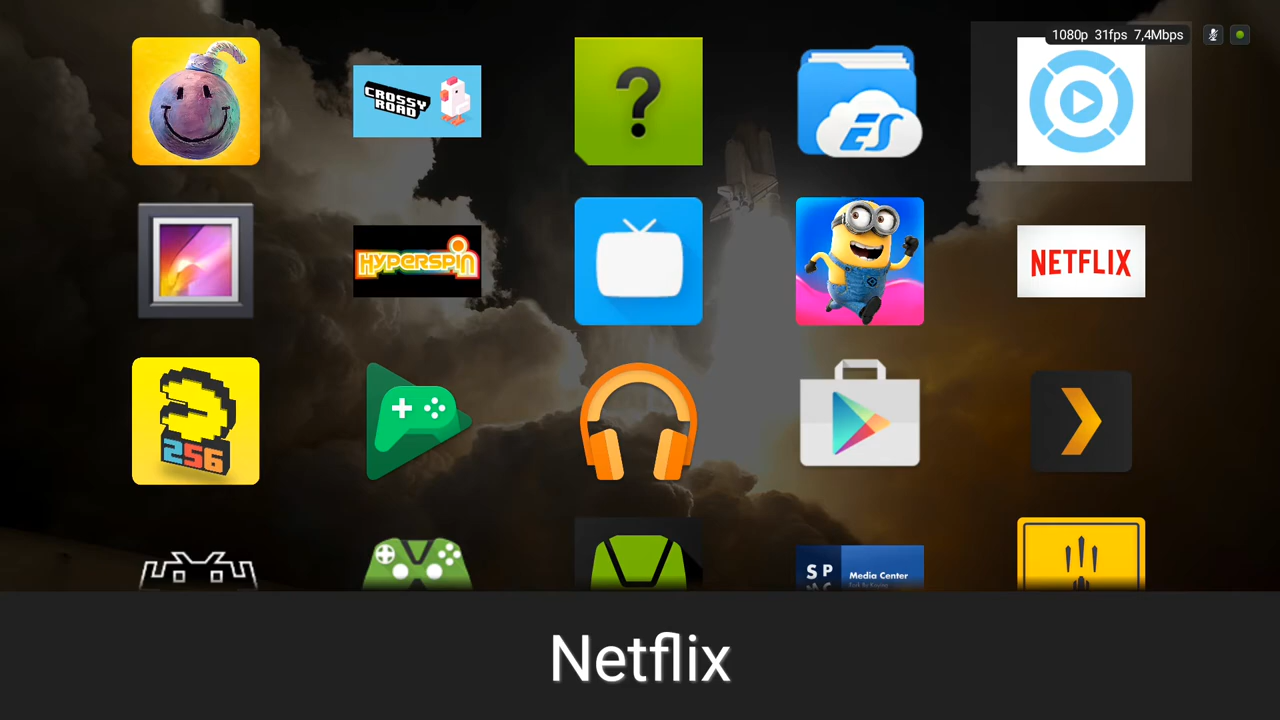 1080p 31fps 7,4Mbps
CROSSY
ROAD
?
ES
HYPERSPIN
NETFLIX
256
SP
Media Center
Netflix